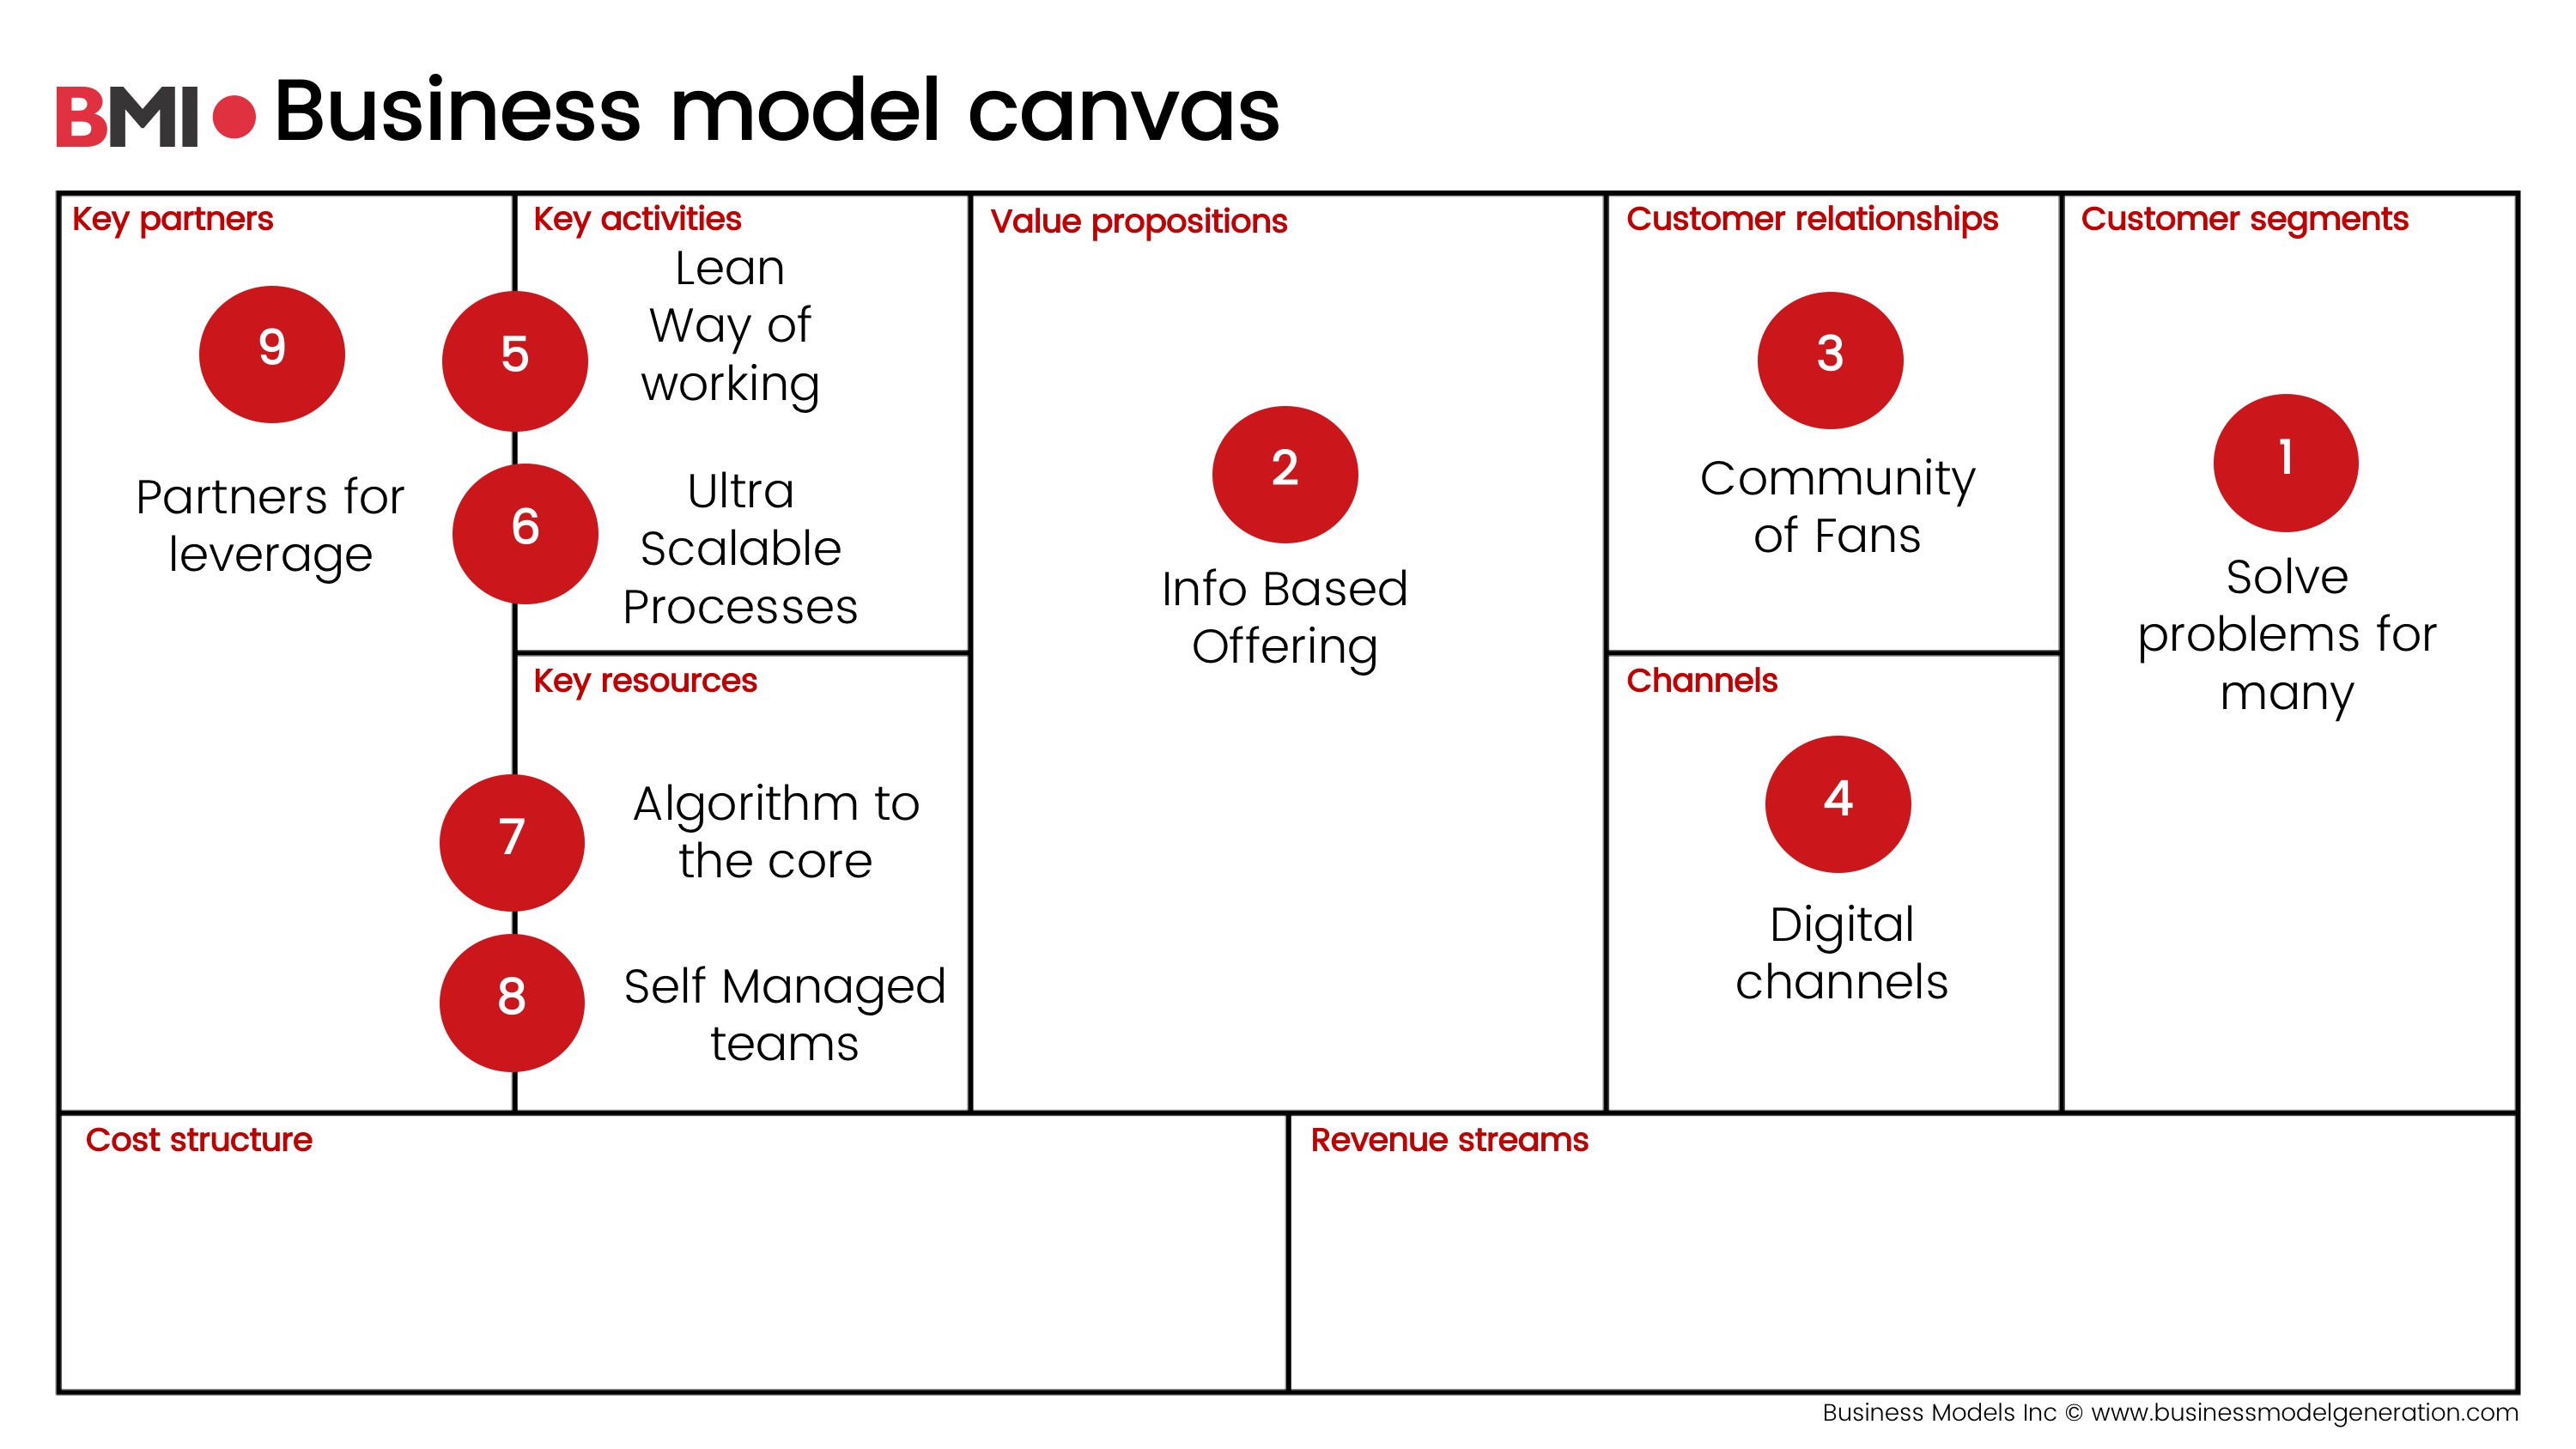 BMI
Business model canvas
Key partners
9
Partners for
leverage
Key activities
5
Lean
Way of
working
6
Ultra
Scalable
Processes
Key resources
7
Algorithm to
the core
8
Self Managed
teams
Value propositions
2
Info Based
Offering
Customer relationships
3
Community
of Fans
Channels
4
Digital
channels
Customer segments
1
Solve
problems for
many
Cost structure
Revenue streams
Business Models Inc © www.businessmodelgeneration.com